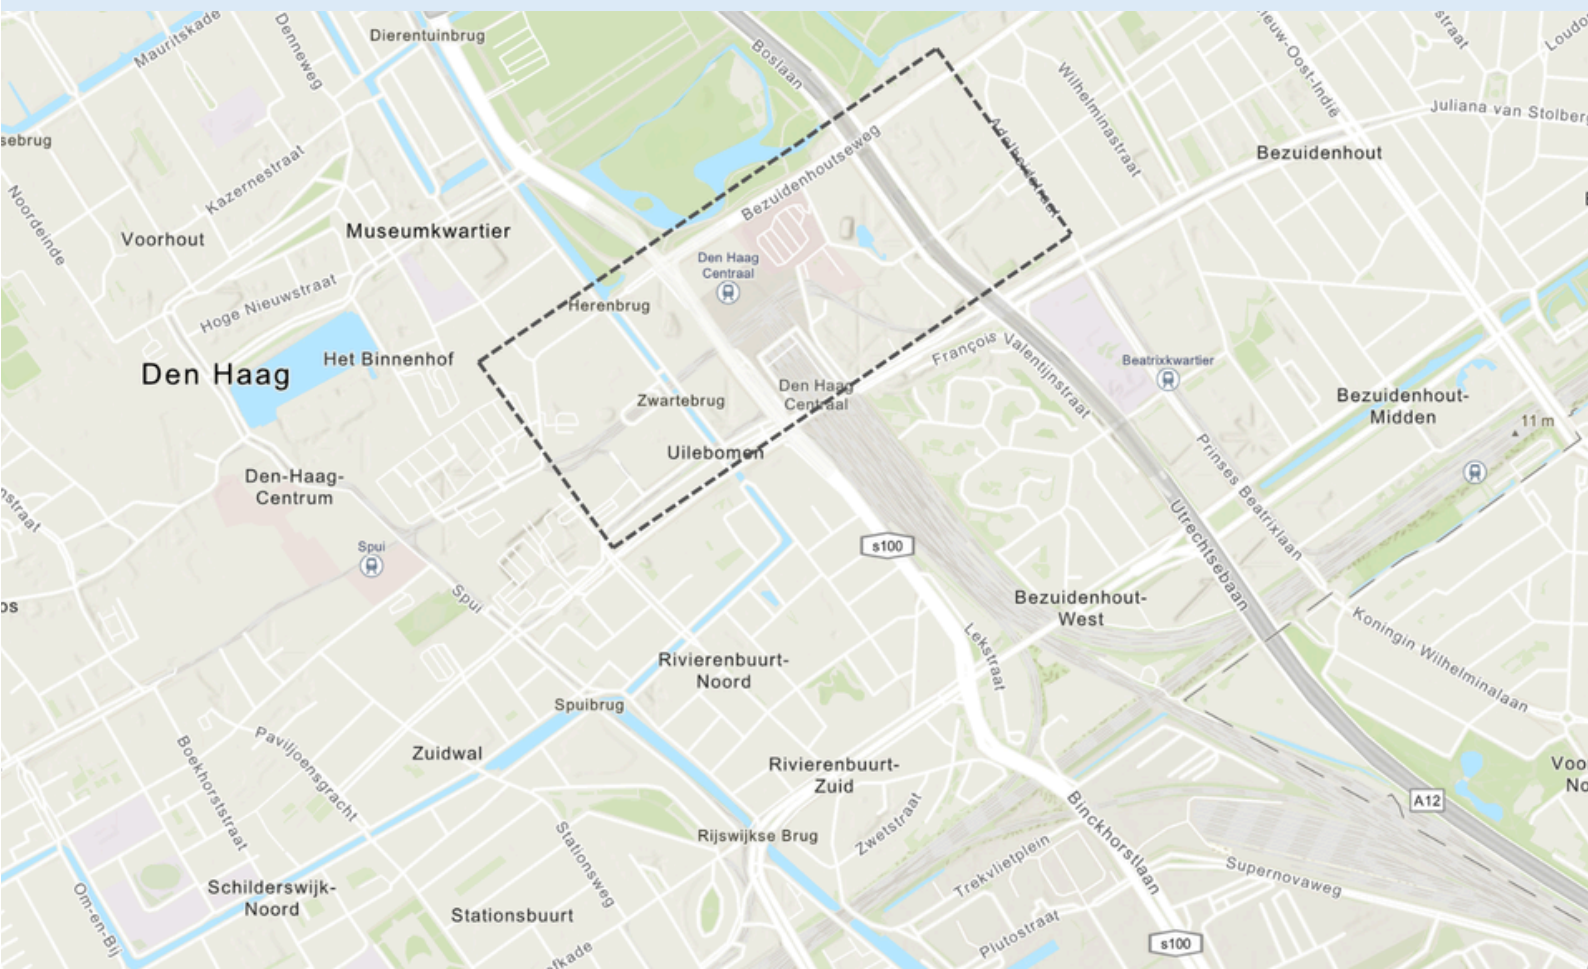 Dierentuinbrug
Mauritskade
Denneweg
Boslaan
Wilhelminastraat
Juliana van Stolberg
Bezuidenhout
Kazernestraat
Noordeinde
Voorhout
Museumkwartier
Bezuidenhoutseweg
Adelheidstraat
Den Haag
Centraal
Hoge Nieuwstraat
Herenbrug
Het Binnenhof
Den Haag
François Valentijnstraat
Beatrixkwartier
Zwartebrug
Den Haag
Centraal
Bezuidenhout-
Midden
11 m
Uilebomen
Den-Haag-
Centrum
Prinses Beatrixlaan
Utrechtsebaan
s100
Spui
Spui
Bezuidenhout-
West
Koningin Wilhelminalaan
Lekstraat
Rivierenbuurt-
Noord
Spuibrug
Zuidwal
Paviljoensgracht
Boekhorststraat
Rivierenbuurt-
Zuid
A12
Binckhorstlaan
Zwetstraat
Rijswijkse Brug
Stationsweg
Trekvlietplein
Supernovaweg
Schilderswijk-
Noord
Om-en-Bij
Stationsbuurt
Plutostraat
s100